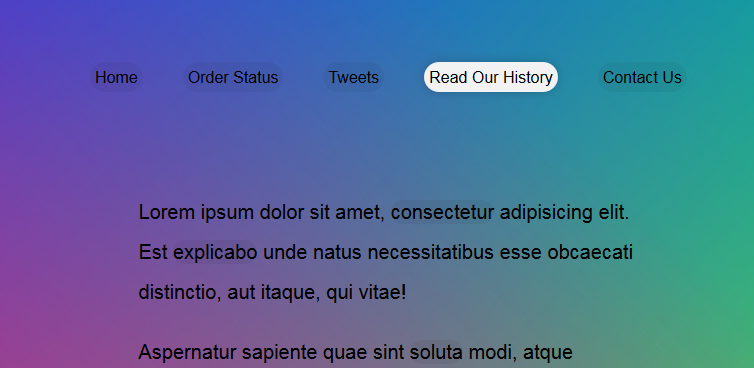 Home Order Status Tweets Read Our History Contact Us
Lorem ipsum dolor sit amet, consectetur adipisicing elit.
Est explicabo unde natus necessitatibus esse obcaecati
distinctio, aut itaque, qui vitae!
Aspernatur sapiente quae sint soluta modi, atque